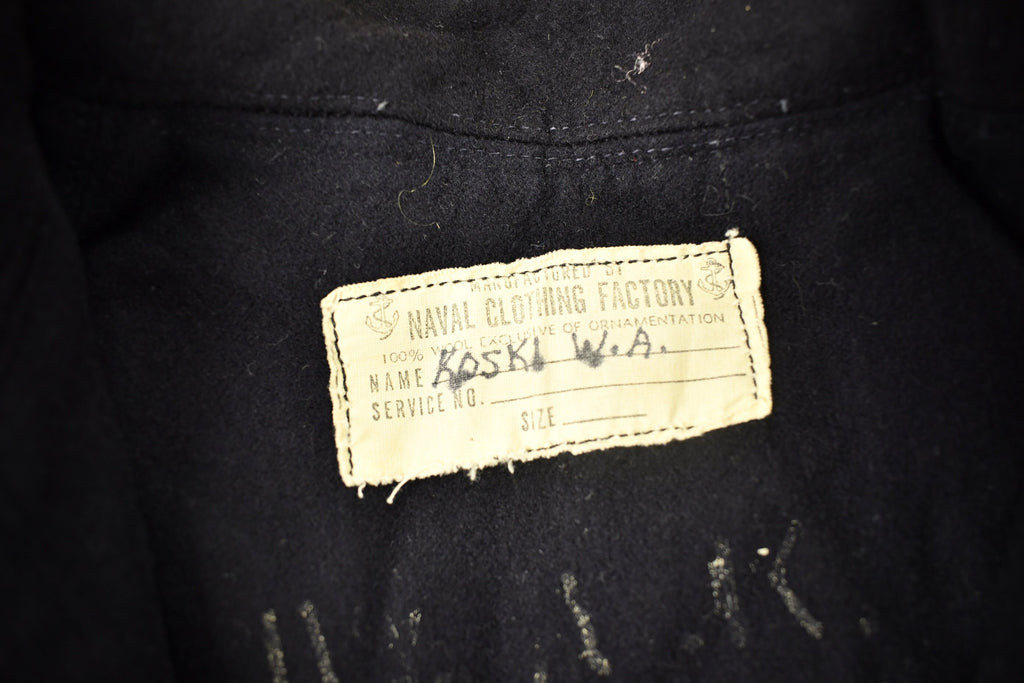 MANUFACTURED BY
NAVAL CLOTHING FACTORY
100% WOOL EXCLUSIVE OF ORNAMENTATION
NAME KOSKI W.A.
SERVICE NO.
SIZE